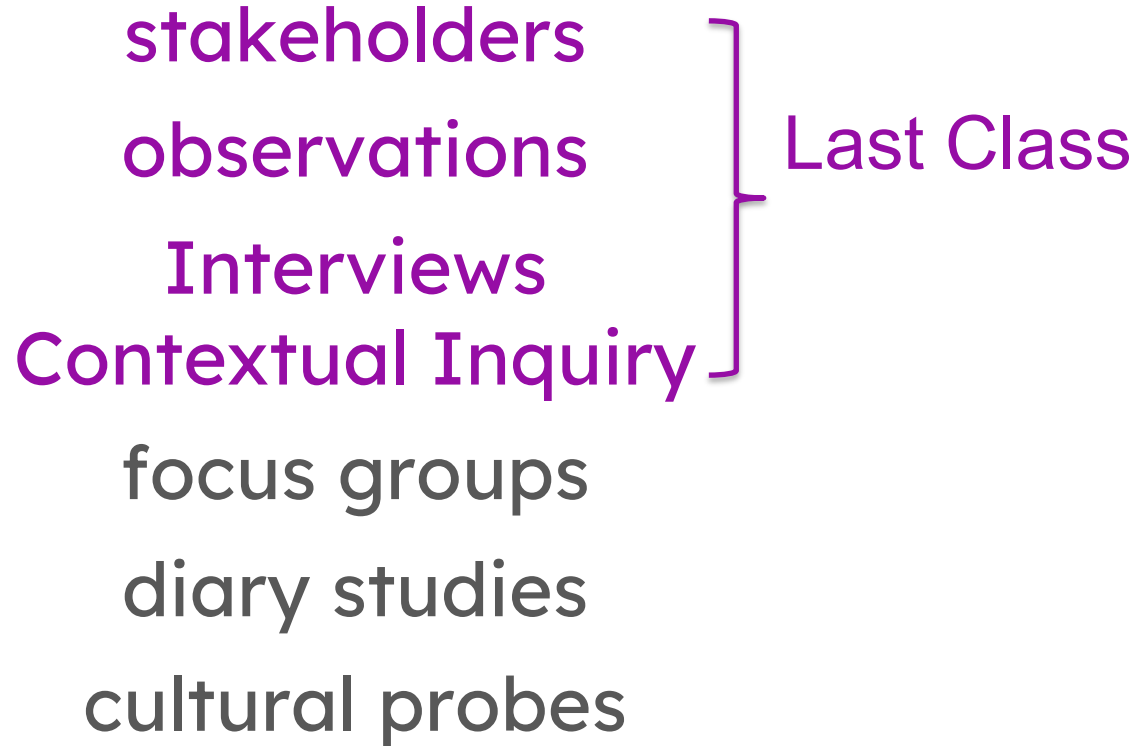 stakeholders
observations
Last Class
Interviews
Contextual Inquiry
focus groups
diary studies
cultural probes